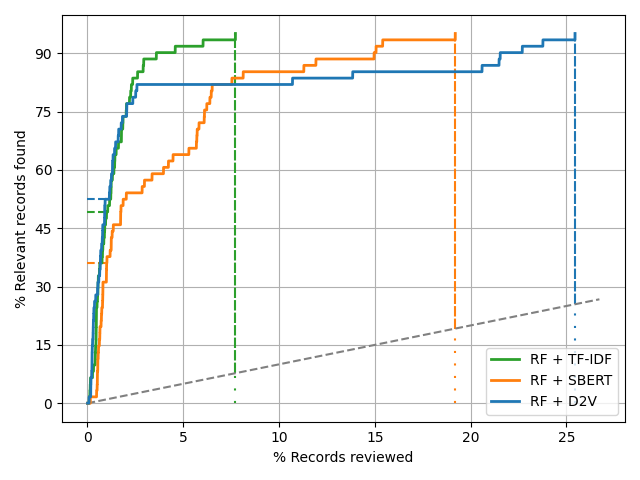 % Relevant records found
90
75
60
45
30
15
0
0
5
10
15
20
25
% Records reviewed
RF + TF-IDF
RF + SBERT
RF + D2V